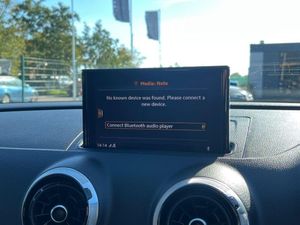 Media: Note
No known device was found. Please connect a
new device.
Connect Bluetooth audio player